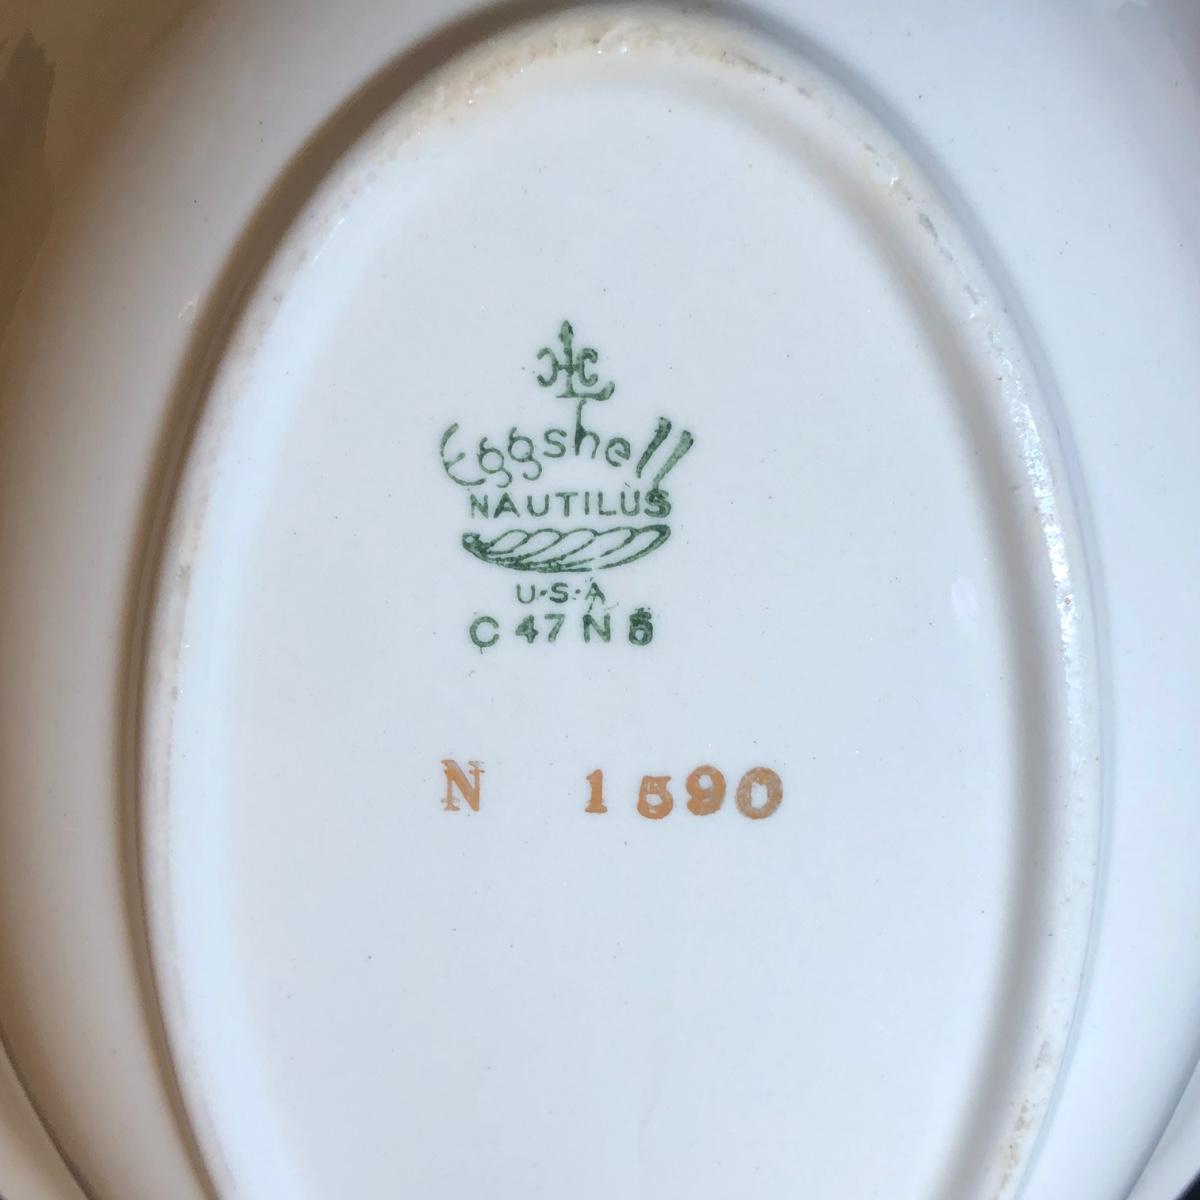 HLC
Eggshell
NAUTILUS
U·S·A
C 47 N 5
N 1590